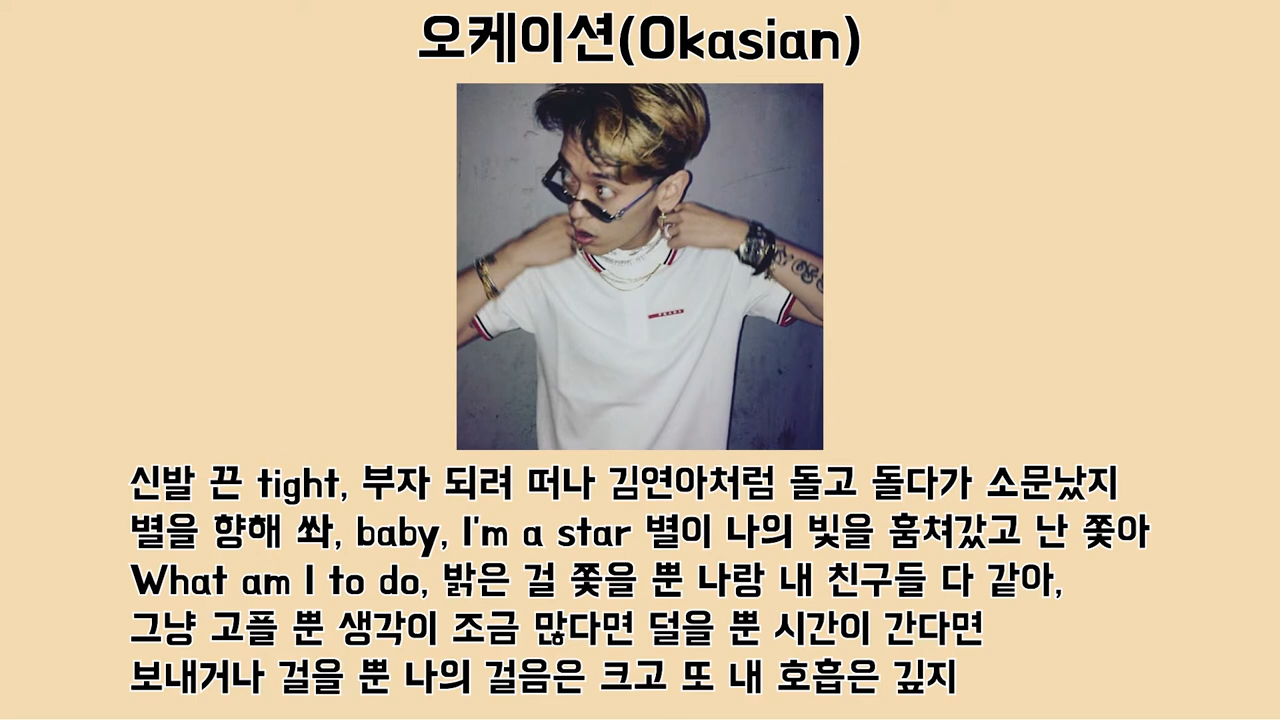 오케이션(Okasian)
PRADA
신발 끈 tight, 부자 되려 떠나 김연아처럼 돌고 돌다가 소문났지
별을 향해 쏴, baby, I'm a star 별이 나의 빛을 훔쳐갔고 난 쫓아
What am I to do, 밝은 걸 쫓을 뿐 나랑 내 친구들 다 같아,
그냥 고플 뿐 생각이 조금 많다면 덜을 뿐 시간이 간다면
보내거나 걸을 뿐 나의 걸음은 크고 또 내 호흡은 깊지